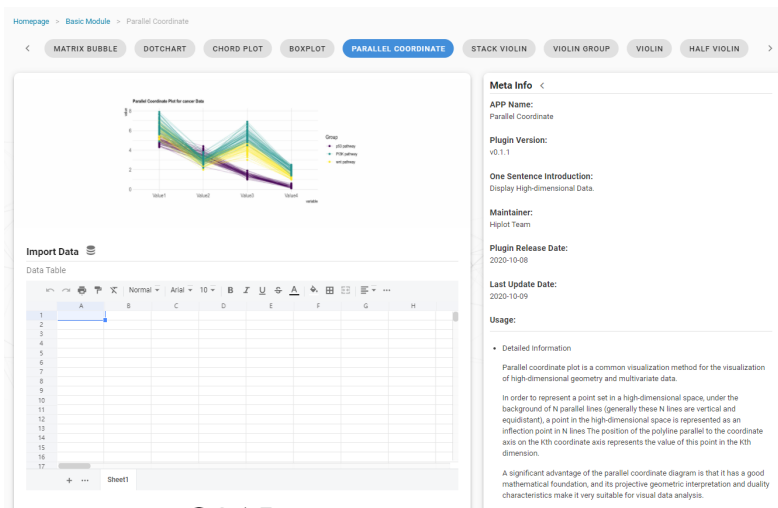 Homepage > Basic Module > Parallel Coordinate
< MATRIX BUBBLE DOTCHART CHORD PLOT BOXPLOT PARALLEL COORDINATE STACK VIOLIN VIOLIN GROUP VIOLIN HALF VIOLIN >
Parallel Coordinate Plot for cancer Data
value
8
6
4
2
0
Value1 Value2 Value3 Value4
variable
Group
p53 pathway
PI3K pathway
wnt pathway
Import Data
Data Table
Normal Arial 10 B I U S A
A B C D E F G H
1
2
3
4
5
6
7
8
9
10
11
12
13
14
15
16
17
+ ... Sheet1
Meta Info <
APP Name:
Parallel Coordinate
Plugin Version:
v0.1.1
One Sentence Introduction:
Display High-dimensional Data.
Maintainer:
Hiplot Team
Plugin Release Date:
2020-10-08
Last Update Date:
2020-10-09
Usage:
• Detailed Information
Parallel coordinate plot is a common visualization method for the visualization
of high-dimensional geometry and multivariate data.
In order to represent a point set in a high-dimensional space, under the
background of N parallel lines (generally these N lines are vertical and
equidistant), a point in the high-dimensional space is represented as an
inflection point in N lines The position of the polyline parallel to the coordinate
axis on the Kth coordinate axis represents the value of this point in the Kth
dimension.
A significant advantage of the parallel coordinate diagram is that it has a good
mathematical foundation, and its projective geometric interpretation and duality
characteristics make it very suitable for visual data analysis.